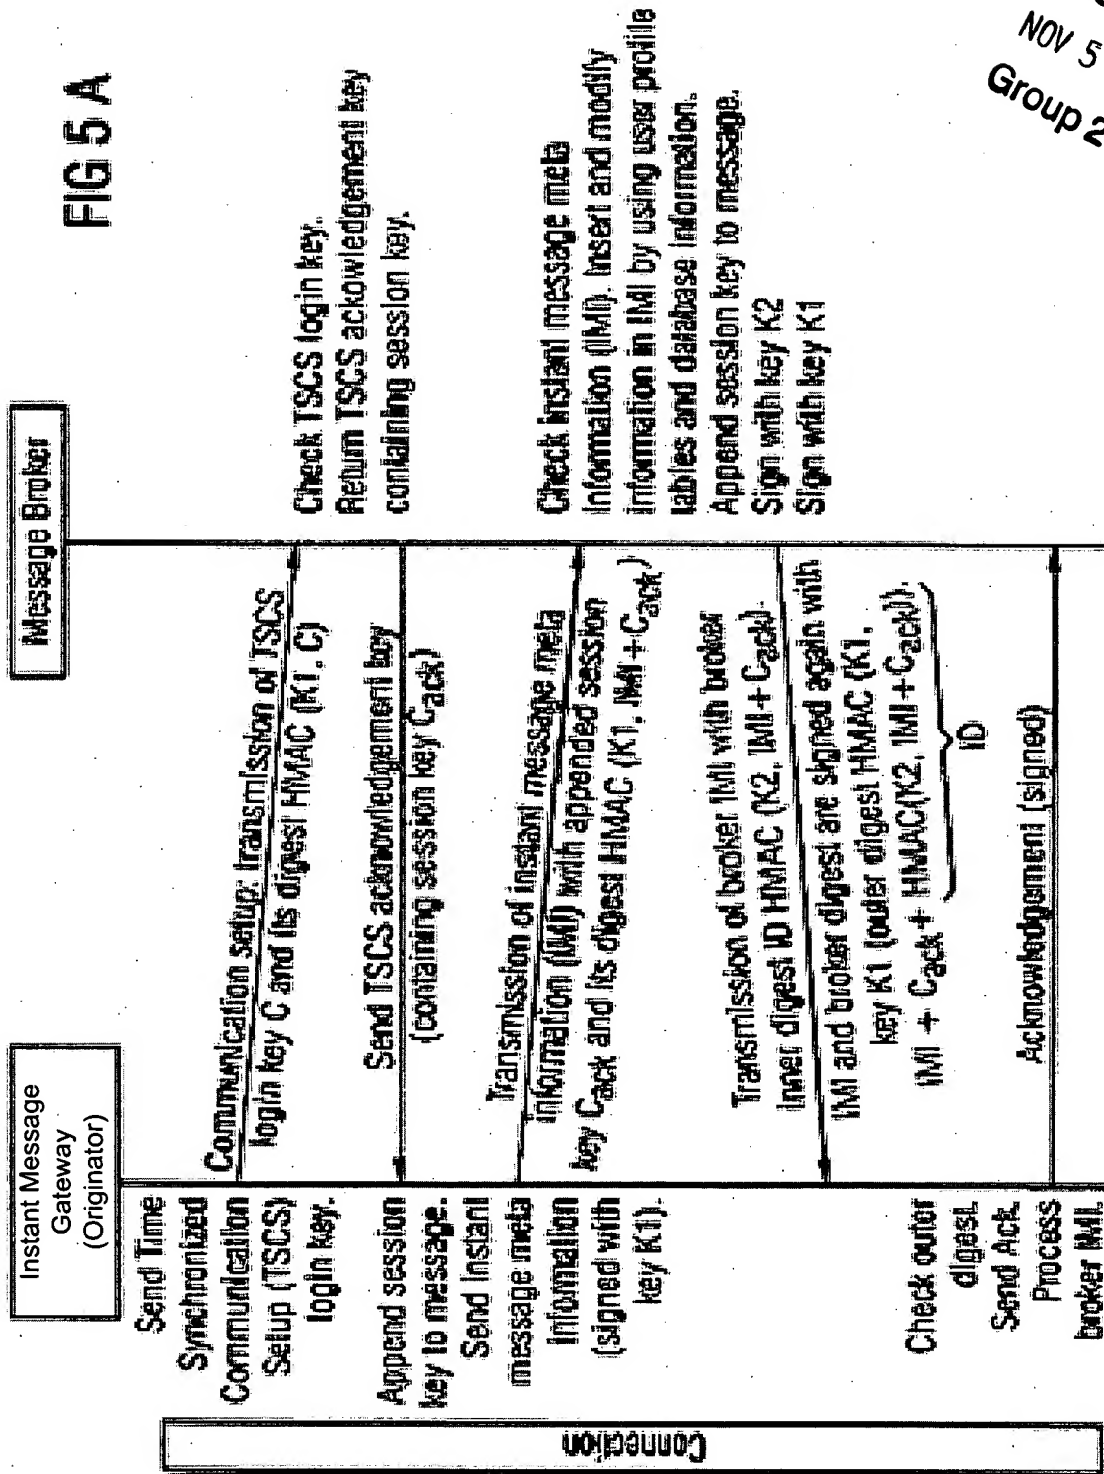 FIG 5 A
NOV 5
Group 2
Instant Message
Gateway
(Originator)
Message Broker
Connection
Send Time
Synchronized
Communication
Setup (TSCS)
login key.
Communication setup: transmission of TSCS
login key C and its digest HMAC (K1, C)
Check TSCS login key.
Return TSCS ackowledgement key
containing session key.
Send TSCS acknowledgement key
(containing session key Cack)
Append session
key to message.
Send Instant
message meta
Information
(signed with
key K1).
Transmission of instant message meta
information (IMI) with appended session
key Cack and its digest HMAC (K1, IMI+Cack)
Check instant message meta
Information (IMI). Insert and modify
information in IMI by using user profile
tables and database information.
Append session key to message.
Sign with key K2
Sign with key K1
Transmission of broker IMI with broker
inner digest ID HMAC (K2, IMI+Cack).
IMI and broker digest are signed again with
key K1 (outer digest HMAC (K1,
IMI + Cack + HMAC(K2, IMI+Cack)).
ID
Check outer
digest.
Send Ack.
Process
broker IMI.
Acknowledgement (signed)